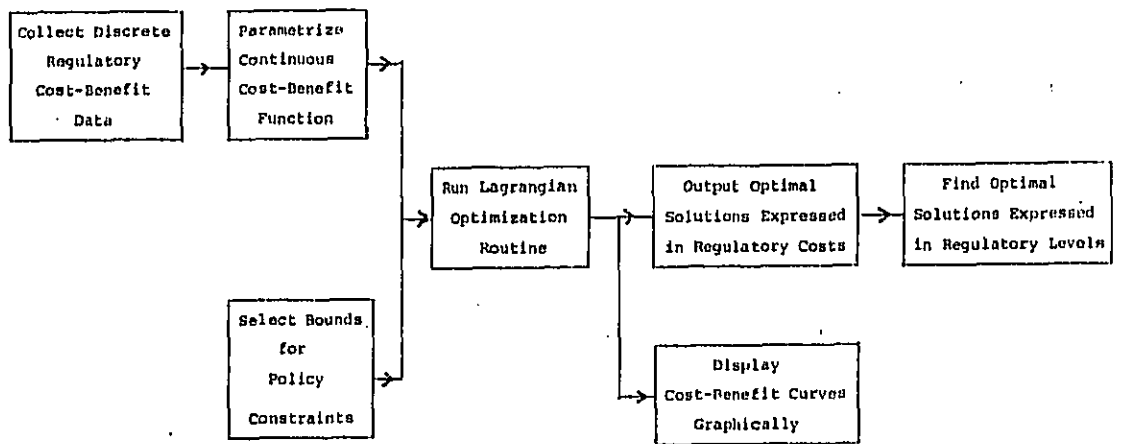 Collect Discrete
Regulatory
Cost-Benefit
Data
Parametrize
Continuous
Cost-Benefit
Function
Select Bounds
for
Policy
Constraints
Run Lagrangian
Optimization
Routine
Output Optimal
Solutions Expressed
in Regulatory Costs
Find Optimal
Solutions Expressed
in Regulatory Levels
Display
Cost-Benefit Curves
Graphically